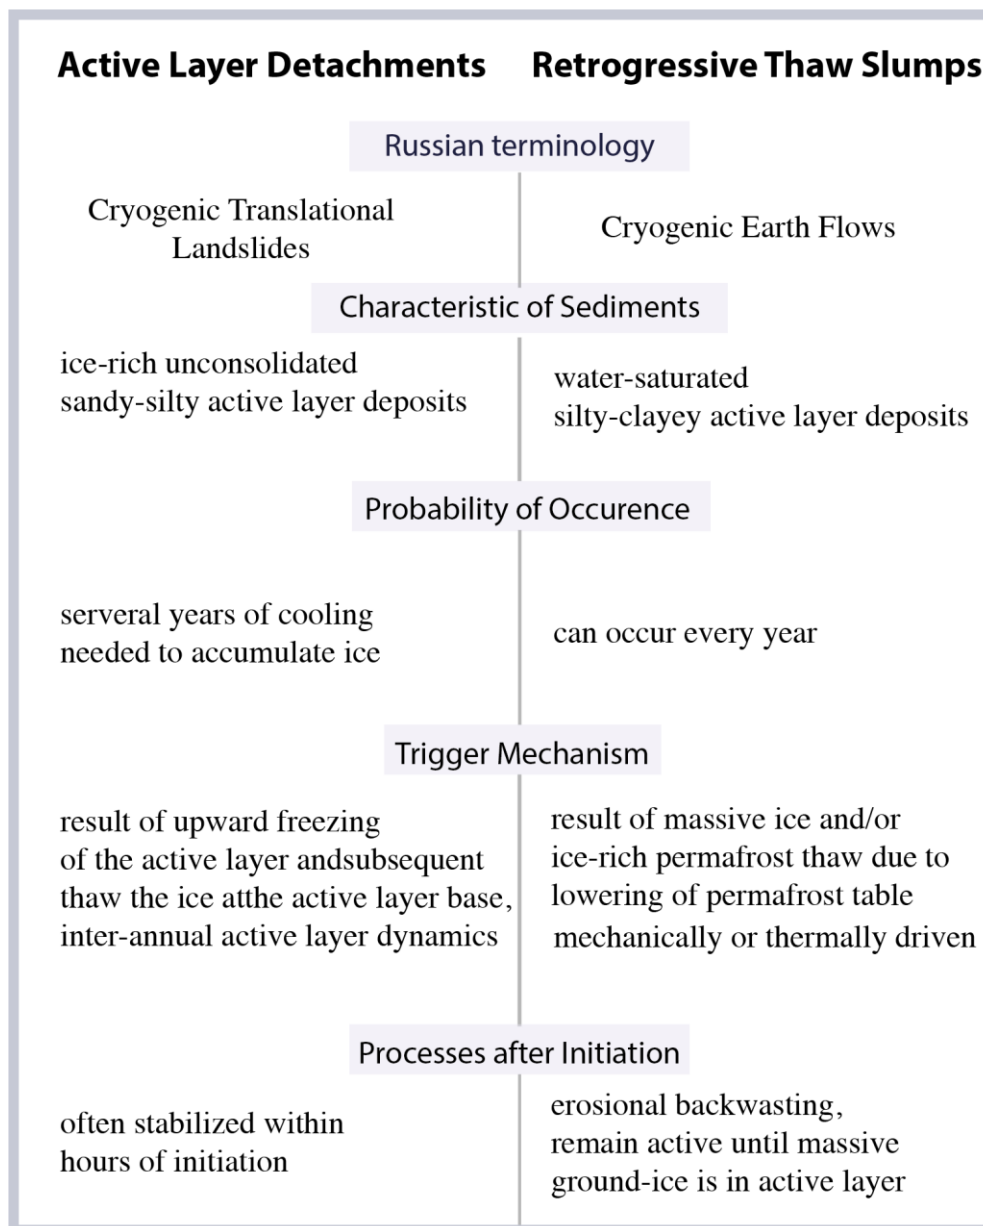 Active Layer Detachments
Retrogressive Thaw Slumps
Russian terminology
Cryogenic Translational
Landslides
Cryogenic Earth Flows
Characteristic of Sediments
ice-rich unconsolidated
sandy-silty active layer deposits
water-saturated
silty-clayey active layer deposits
Probability of Occurence
serveral years of cooling
needed to accumulate ice
can occur every year
Trigger Mechanism
result of upward freezing
of the active layer andsubsequent
thaw the ice atthe active layer base,
inter-annual active layer dynamics
result of massive ice and/or
ice-rich permafrost thaw due to
lowering of permafrost table
mechanically or thermally driven
Processes after Initiation
often stabilized within
hours of initiation
erosional backwasting,
remain active until massive
ground-ice is in active layer